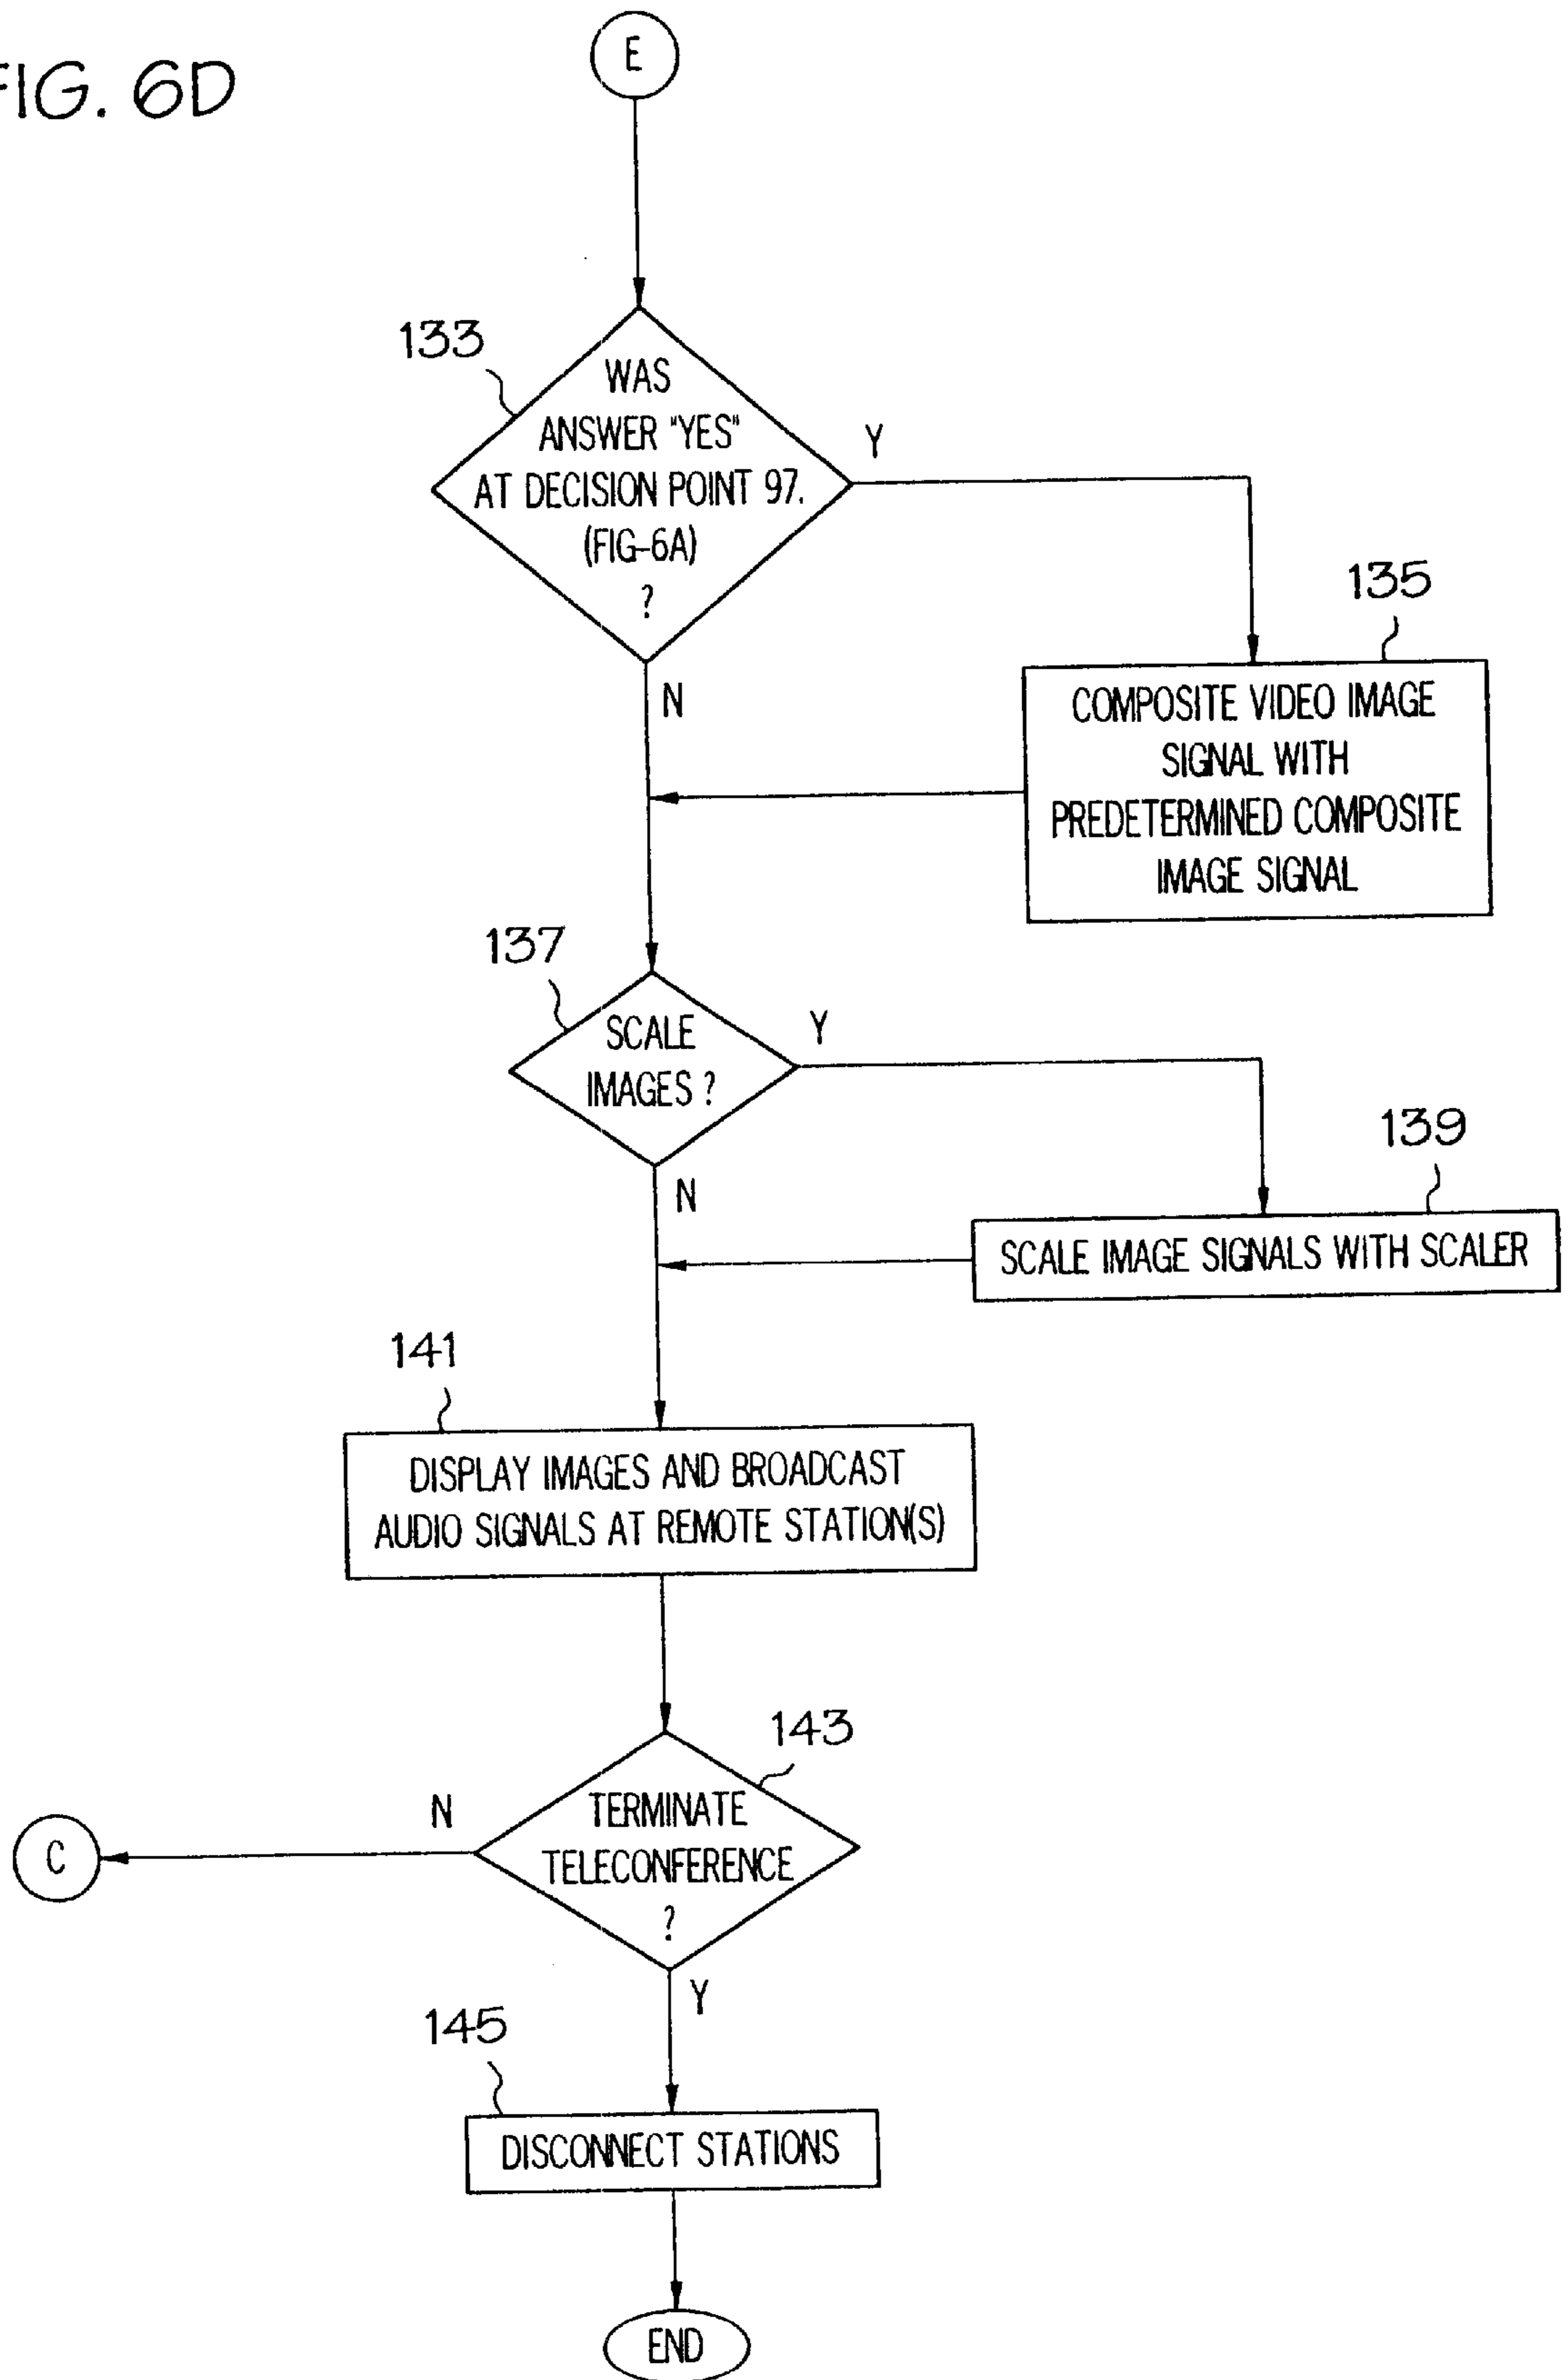 FIG. 6D
E
133
WAS
ANSWER "YES"
AT DECISION POINT 97.
(FIG-6A)
?
Y
N
135
COMPOSITE VIDEO IMAGE
SIGNAL WITH
PREDETERMINED COMPOSITE
IMAGE SIGNAL
137
SCALE
IMAGES ?
Y
N
139
SCALE IMAGE SIGNALS WITH SCALER
141
DISPLAY IMAGES AND BROADCAST
AUDIO SIGNALS AT REMOTE STATION(S)
143
TERMINATE
TELECONFERENCE
?
N
C
Y
145
DISCONNECT STATIONS
END